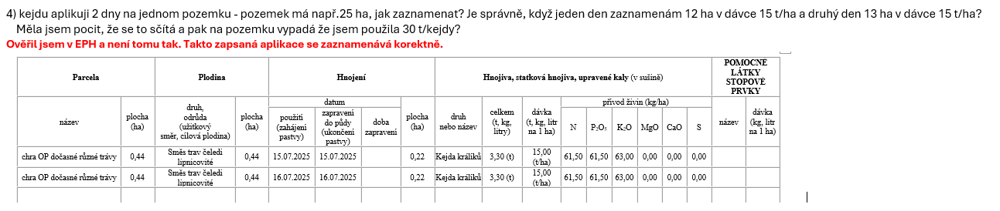 4) kejdu aplikuji 2 dny na jednom pozemku - pozemek má např.25 ha, jak zaznamenat? Je správně, když jeden den zaznamenám 12 ha v dávce 15 t/ha a druhý den 13 ha v dávce 15 t/ha?
Měla jsem pocit, že se to sčítá a pak na pozemku vypadá že jsem použila 30 t/kejdy?
Ověřil jsem v EPH a není tomu tak. Takto zapsaná aplikace se zaznamenává korektně.
Parcela Plodina Hnojení Hnojiva, statková hnojiva, upravené kaly (v sušině) POMOCNÉ
LÁTKY
STOPOVÉ
PRVKY
název
plocha
(ha)
druh,
odrůda
(užitkový
směr, cílová plodina)
plocha
(ha)
datum
použití
(zahájení
pastvy)
zapravení
do půdy
(ukončení
pastvy)
doba
zapravení
plocha
(ha)
druh
nebo název
celkem
(t, kg,
litry)
dávka
(t, kg, litr
na 1 ha)
přívod živin (kg/ha)
N P₂O₅ K₂O MgO CaO S
název
dávka
(kg, litr
na 1 ha)
chra OP dočasné různé trávy 0,44 Směs trav čeledi
lipnicovité
0,44 15.07.2025 15.07.2025 0,22 Kejda králíků 3,30 (t) 15,00
(t/ha)
61,50 61,50 63,00 0,00 0,00 0,00
chra OP dočasné různé trávy 0,44 Směs trav čeledi
lipnicovité
0,44 16.07.2025 16.07.2025 0,22 Kejda králíků 3,30 (t) 15,00
(t/ha)
61,50 61,50 63,00 0,00 0,00 0,00